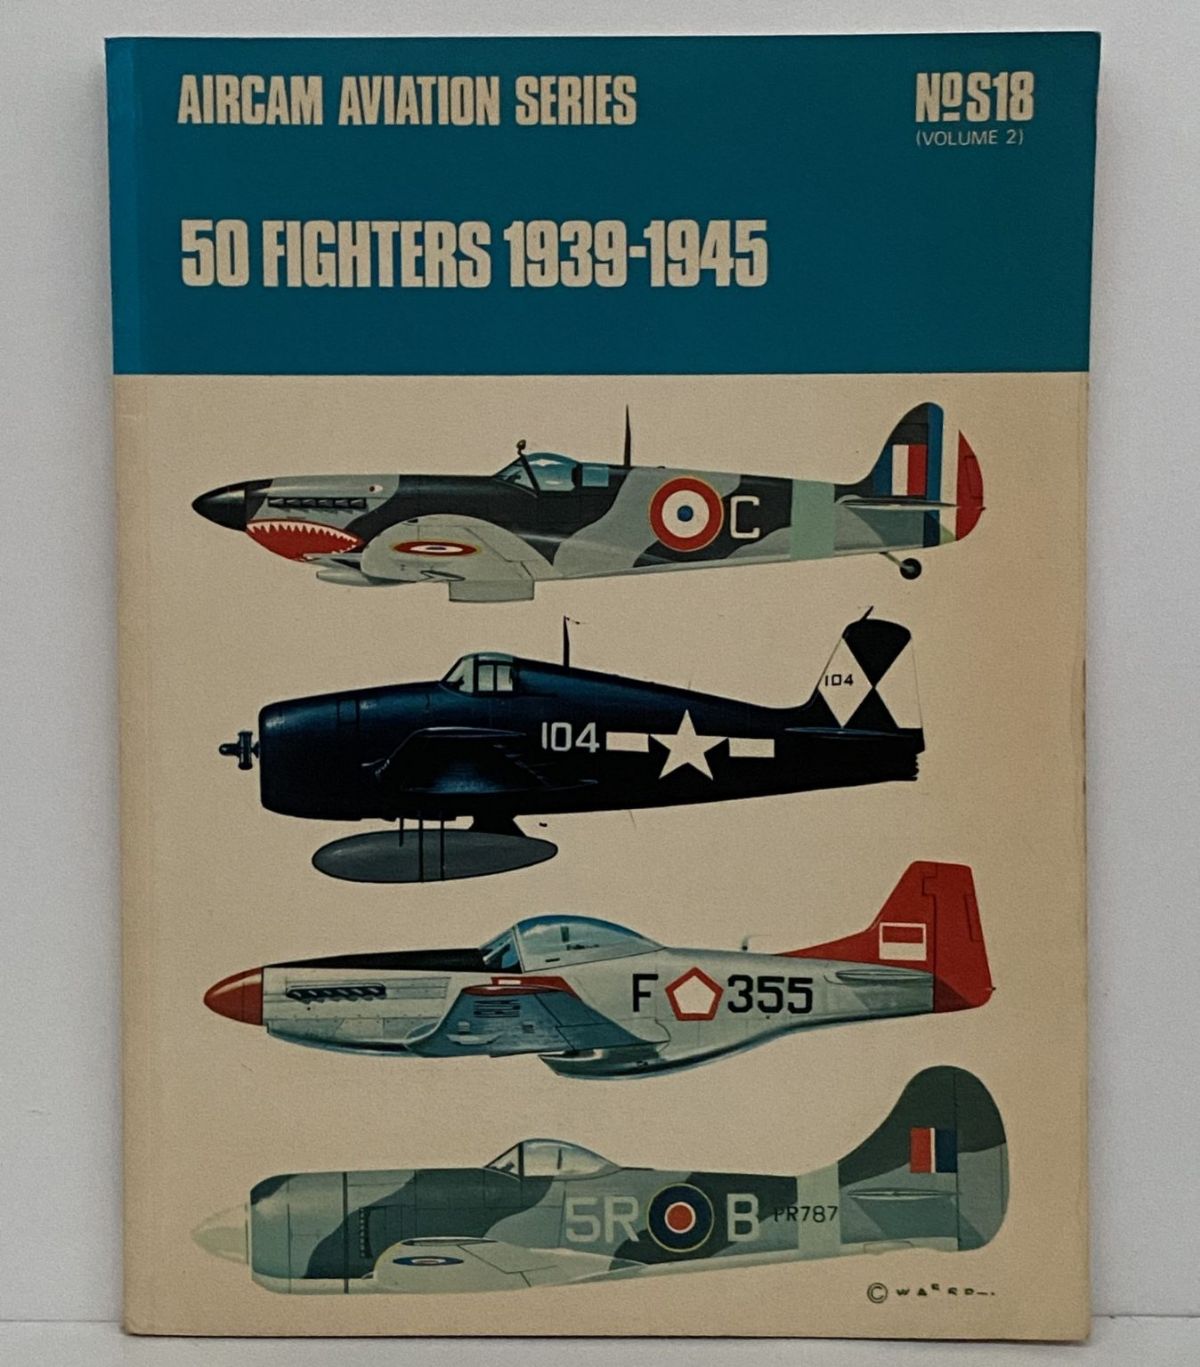 AIRCAM AVIATION SERIES
NoS18
(VOLUME 2)
50 FIGHTERS 1939-1945
C
104
104
F 355
5R B PR787
©